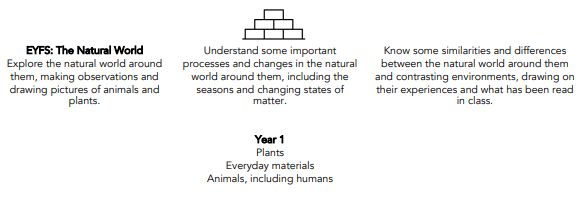 EYFS: The Natural World
Explore the natural world around
them, making observations and
drawing pictures of animals and
plants.
Understand some important
processes and changes in the natural
world around them, including the
seasons and changing states of
matter.
Know some similarities and differences
between the natural world around them
and contrasting environments, drawing on
their experiences and what has been read
in class.
Year 1
Plants
Everyday materials
Animals, including humans